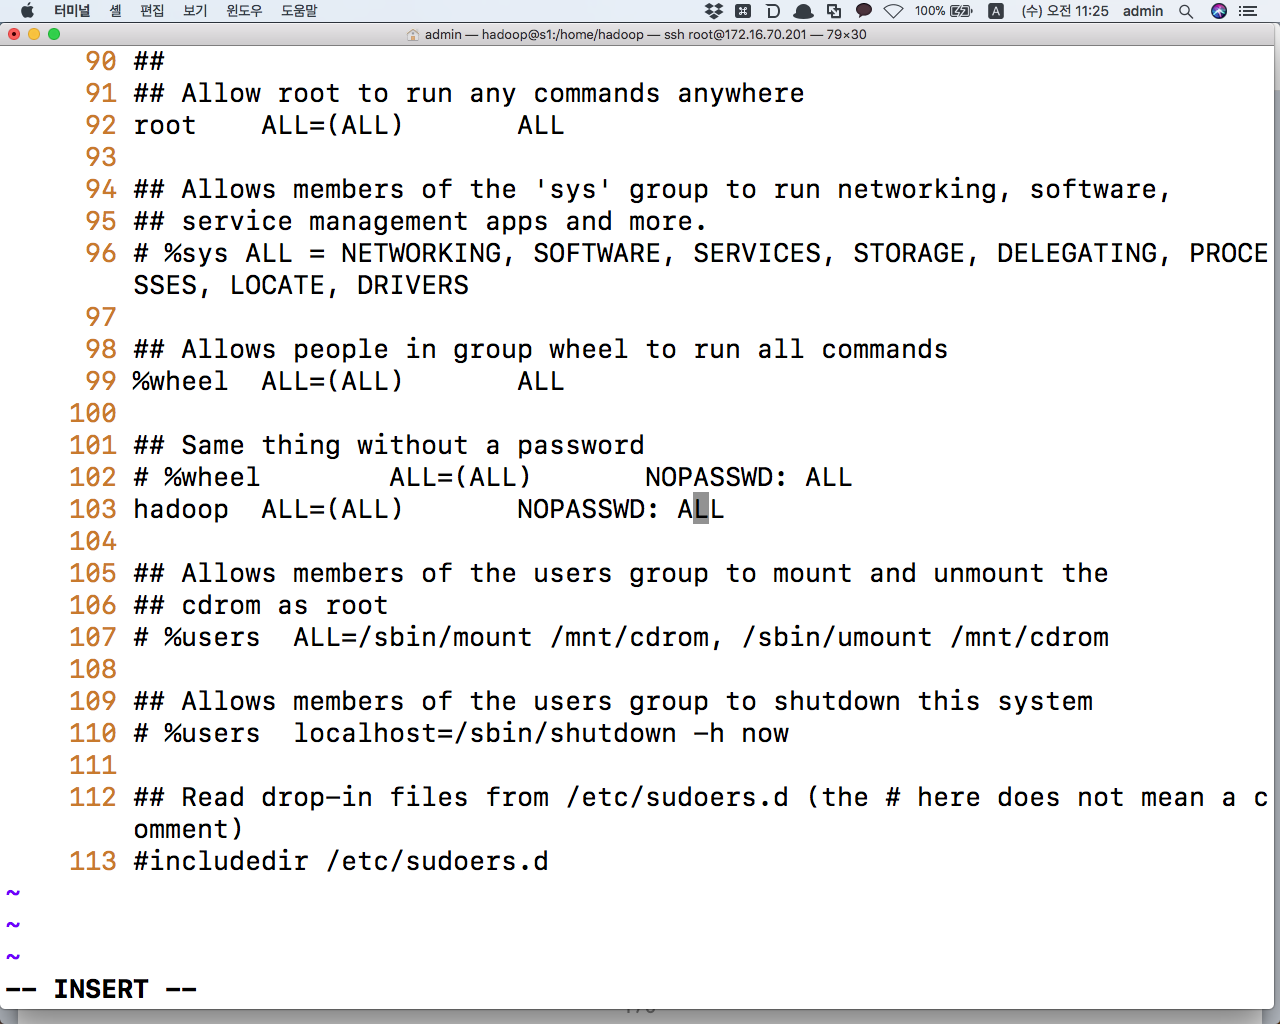 터미널 셸 편집 보기 윈도우 도움말 100% A (수) 오전 11:25 admin
admin — hadoop@s1:/home/hadoop — ssh root@172.16.70.201 — 79×30
90 ##
91 ## Allow root to run any commands anywhere
92 root ALL=(ALL) ALL
93
94 ## Allows members of the 'sys' group to run networking, software,
95 ## service management apps and more.
96 # %sys ALL = NETWORKING, SOFTWARE, SERVICES, STORAGE, DELEGATING, PROCE
SSES, LOCATE, DRIVERS
97
98 ## Allows people in group wheel to run all commands
99 %wheel ALL=(ALL) ALL
100
101 ## Same thing without a password
102 # %wheel ALL=(ALL) NOPASSWD: ALL
103 hadoop ALL=(ALL) NOPASSWD: ALL
104
105 ## Allows members of the users group to mount and unmount the
106 ## cdrom as root
107 # %users ALL=/sbin/mount /mnt/cdrom, /sbin/umount /mnt/cdrom
108
109 ## Allows members of the users group to shutdown this system
110 # %users localhost=/sbin/shutdown -h now
111
112 ## Read drop-in files from /etc/sudoers.d (the # here does not mean a c
omment)
113 #includedir /etc/sudoers.d
~
~
~
-- INSERT --